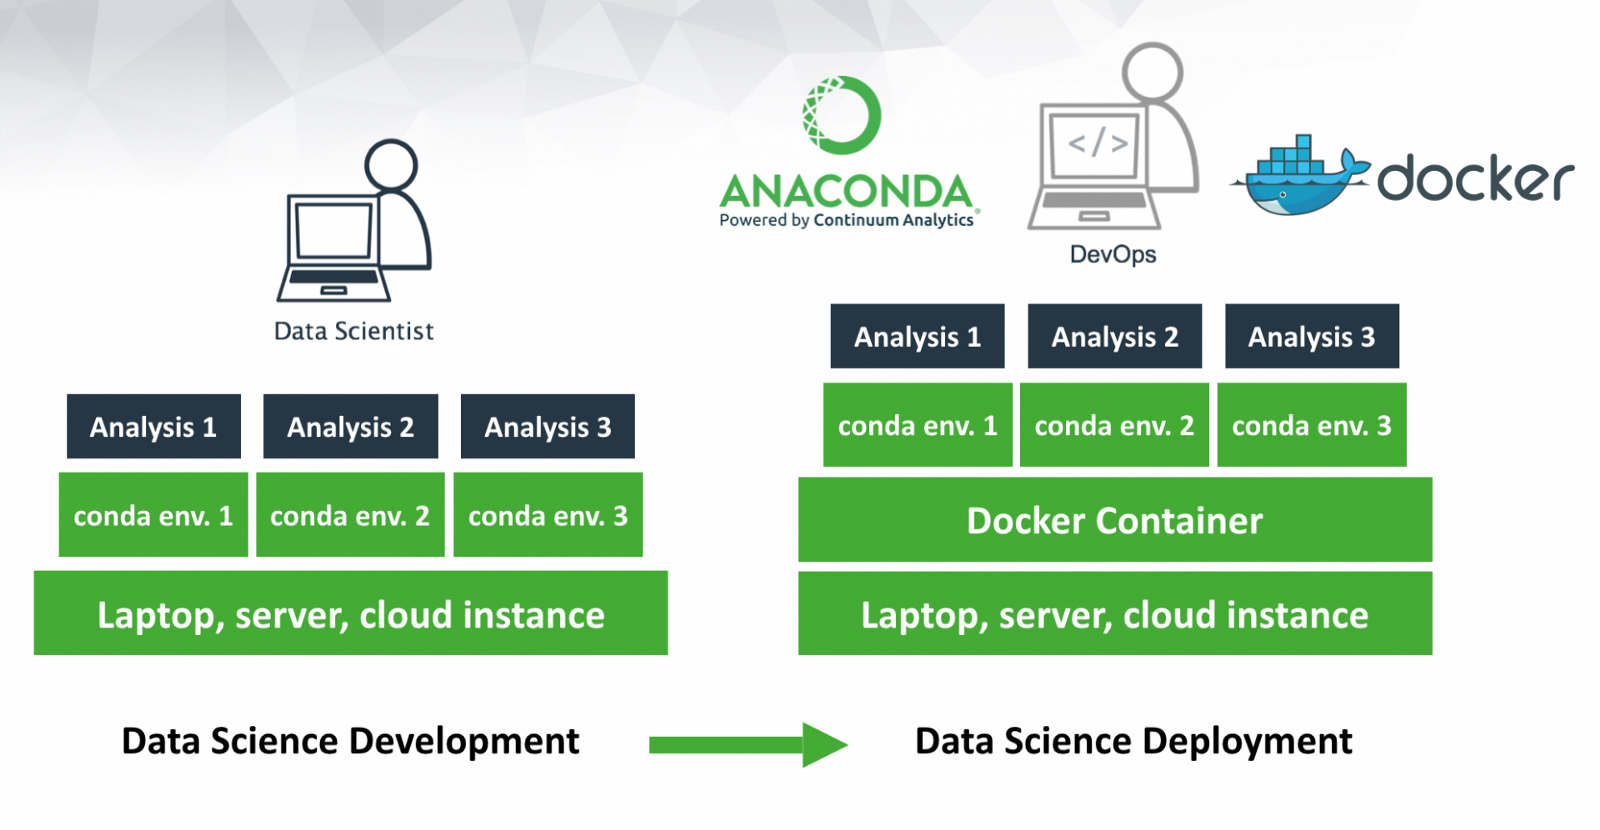 Data Scientist
Analysis 1
Analysis 2
Analysis 3
conda env. 1
conda env. 2
conda env. 3
Laptop, server, cloud instance
Data Science Development
ANACONDA®
Powered by Continuum Analytics
</>
DevOps
docker
Analysis 1
Analysis 2
Analysis 3
conda env. 1
conda env. 2
conda env. 3
Docker Container
Laptop, server, cloud instance
Data Science Deployment